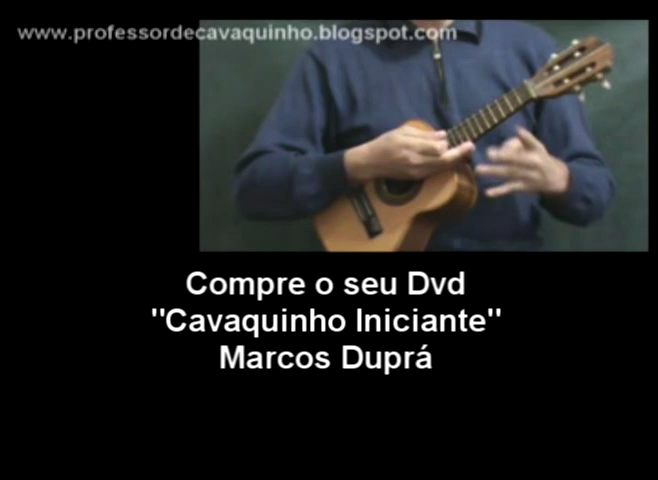 www.professordecavaquinho.blogspot.com
Compre o seu Dvd
"Cavaquinho Iniciante"
Marcos Duprá